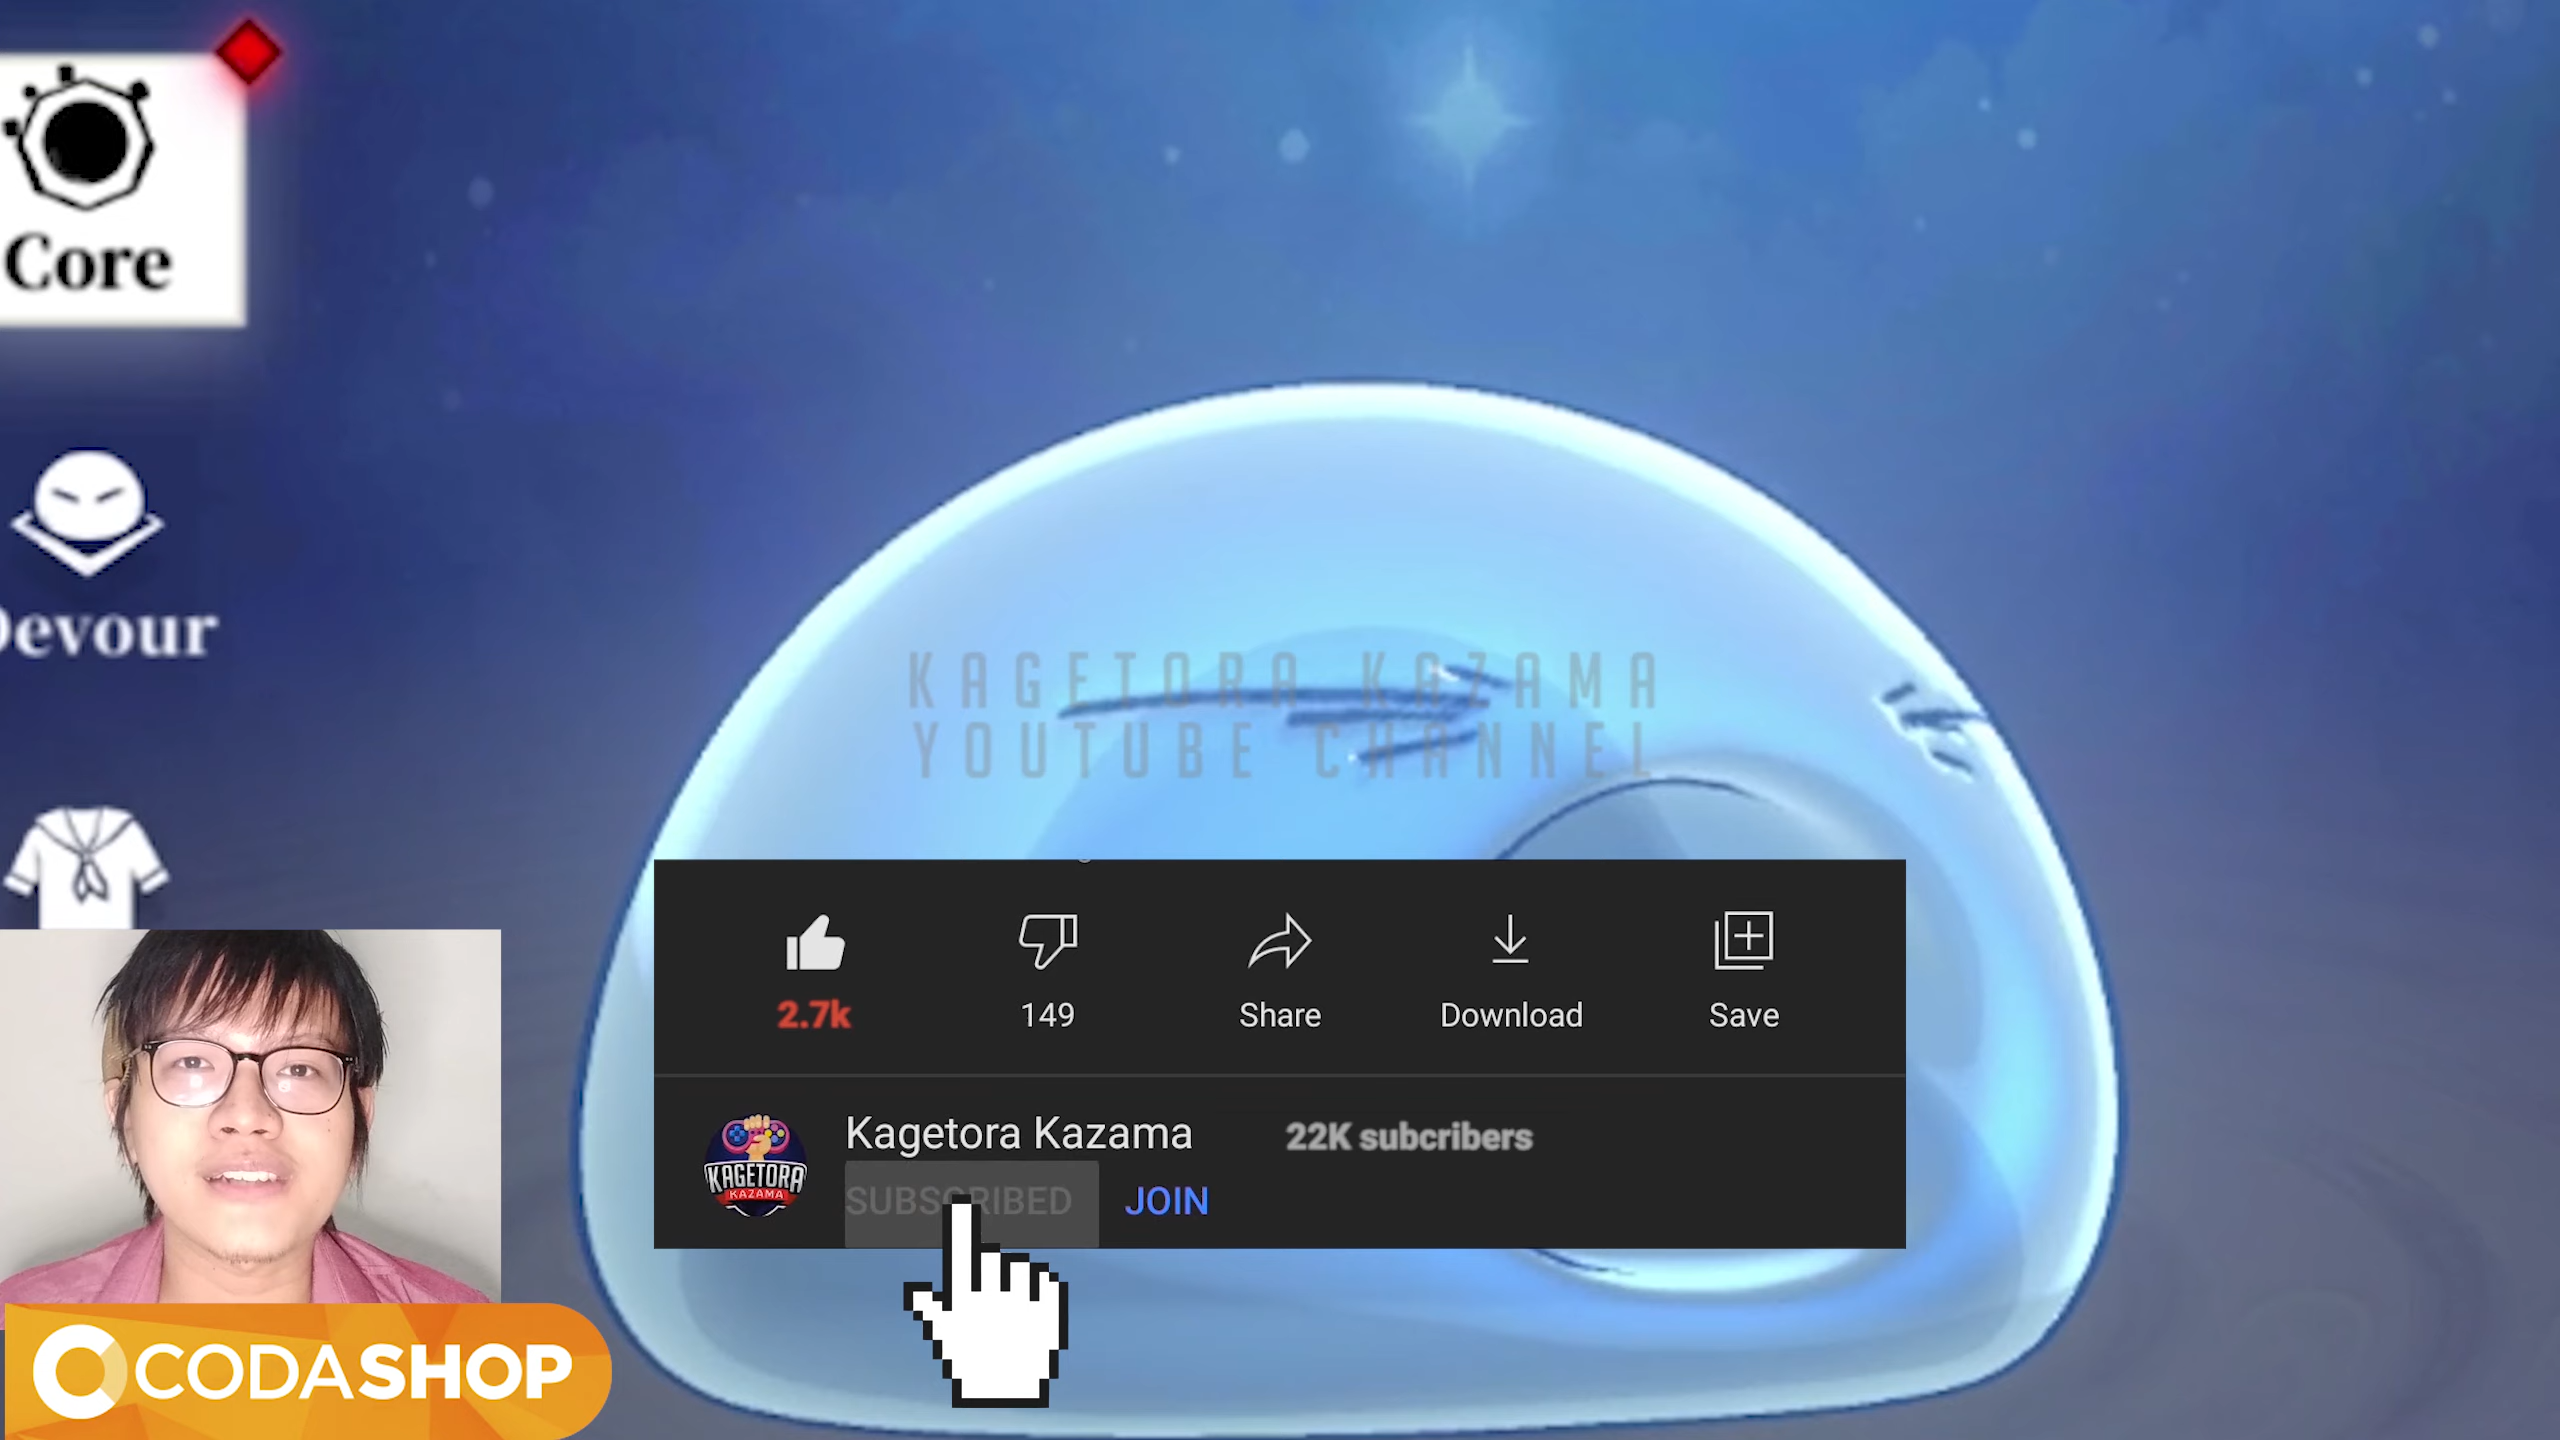 Core
Devour
KAGETORA KAZAMA
YOUTUBE CHANNEL
2.7k
149
Share
Download
Save
Kagetora Kazama
22K subcribers
KAGETORA
KAZAMA
SUBSCRIBED
JOIN
CODASHOP